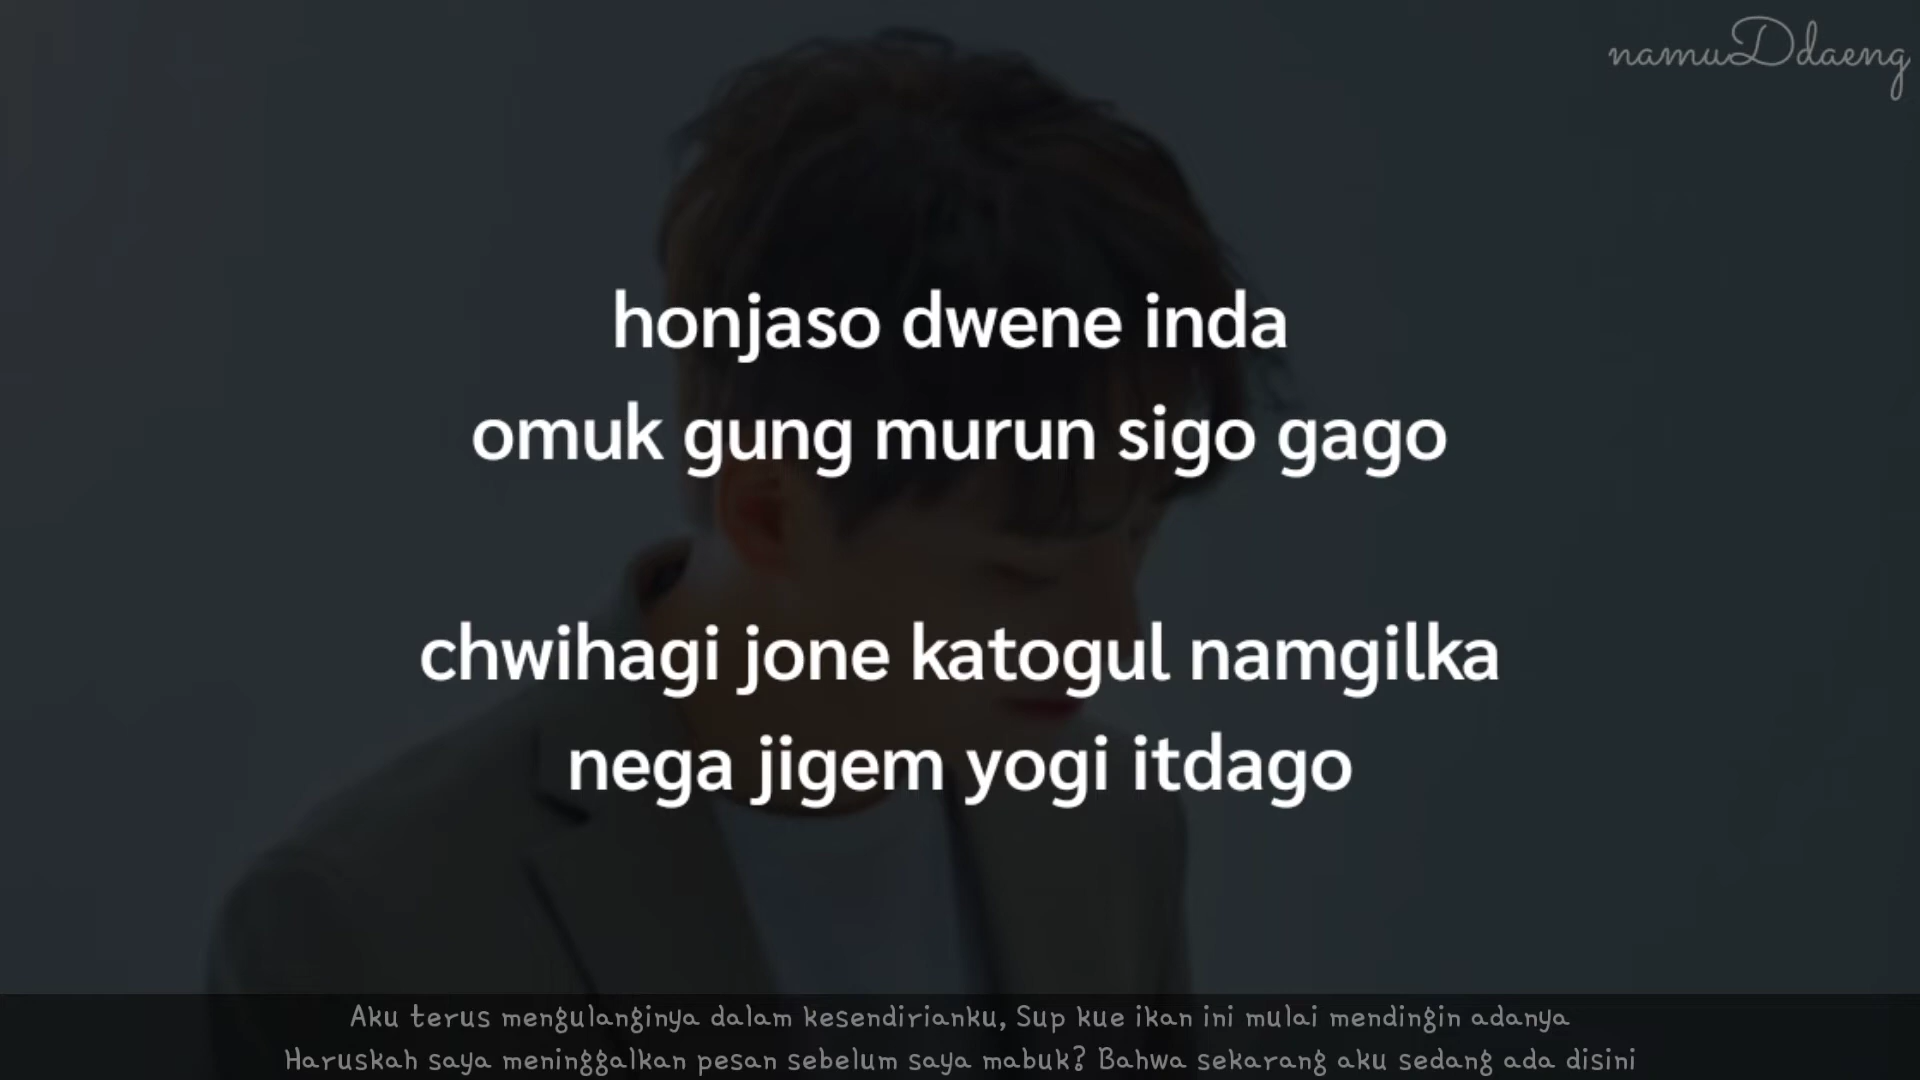 namuDdaeng
honjaso dwene inda
omuk gung murun sigo gago
chwihagi jone katogul namgilka
nega jigem yogi itdago
Aku terus mengulanginya dalam kesendirianku, Sup kue ikan ini mulai mendingin adanya
Haruskah saya meninggalkan pesan sebelum saya mabuk? Bahwa sekarang aku sedang ada disini